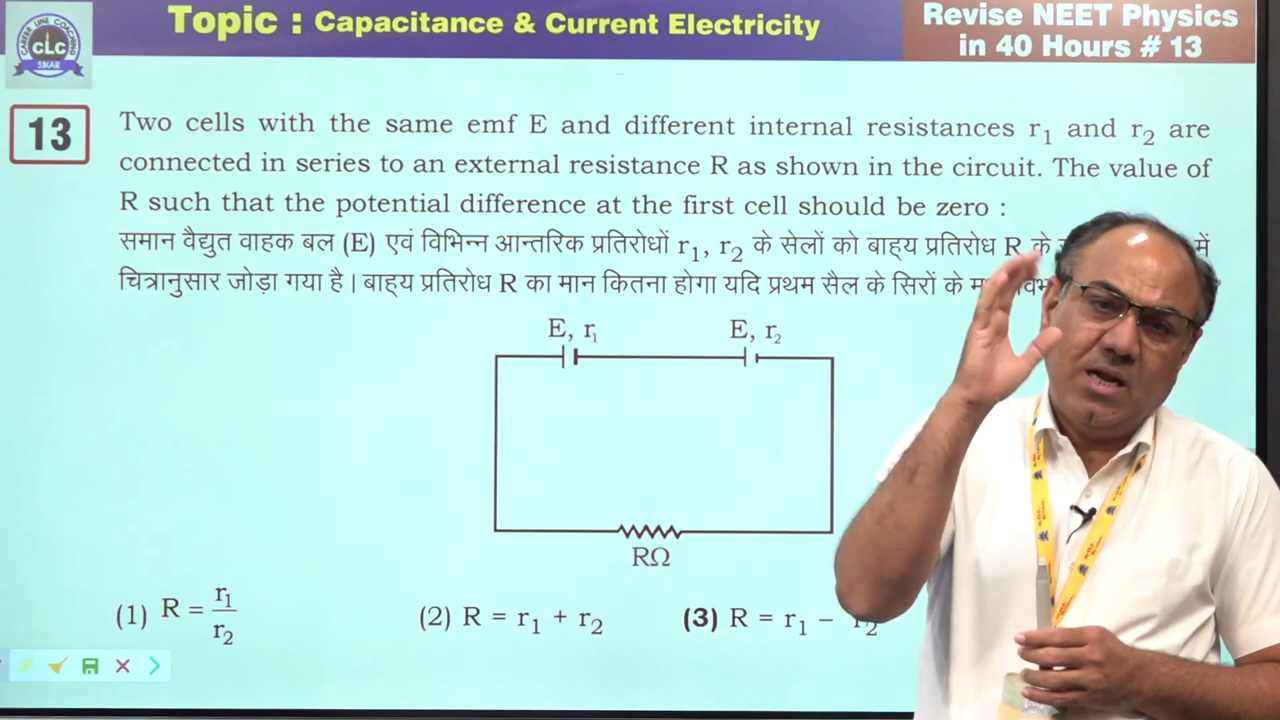 CAREER LINE COACHING
CLC
SIKAR
Topic : Capacitance & Current Electricity
Revise NEET Physics
in 40 Hours # 13
13
Two cells with the same emf E and different internal resistances r₁ and r₂ are
connected in series to an external resistance R as shown in the circuit. The value of
R such that the potential difference at the first cell should be zero :
समान वैद्युत वाहक बल (E) एवं विभिन्न आन्तरिक प्रतिरोधों r₁, r₂ के सेलों को बाह्य प्रतिरोध R के में
चित्रानुसार जोड़ा गया है। बाह्य प्रतिरोध R का मान कितना होगा यदि प्रथम सैल के सिरों के
E, r₁
E, r₂
RΩ
(1) R = r₁/r₂
(2) R = r₁ + r₂
(3) R = r₁ − r₂